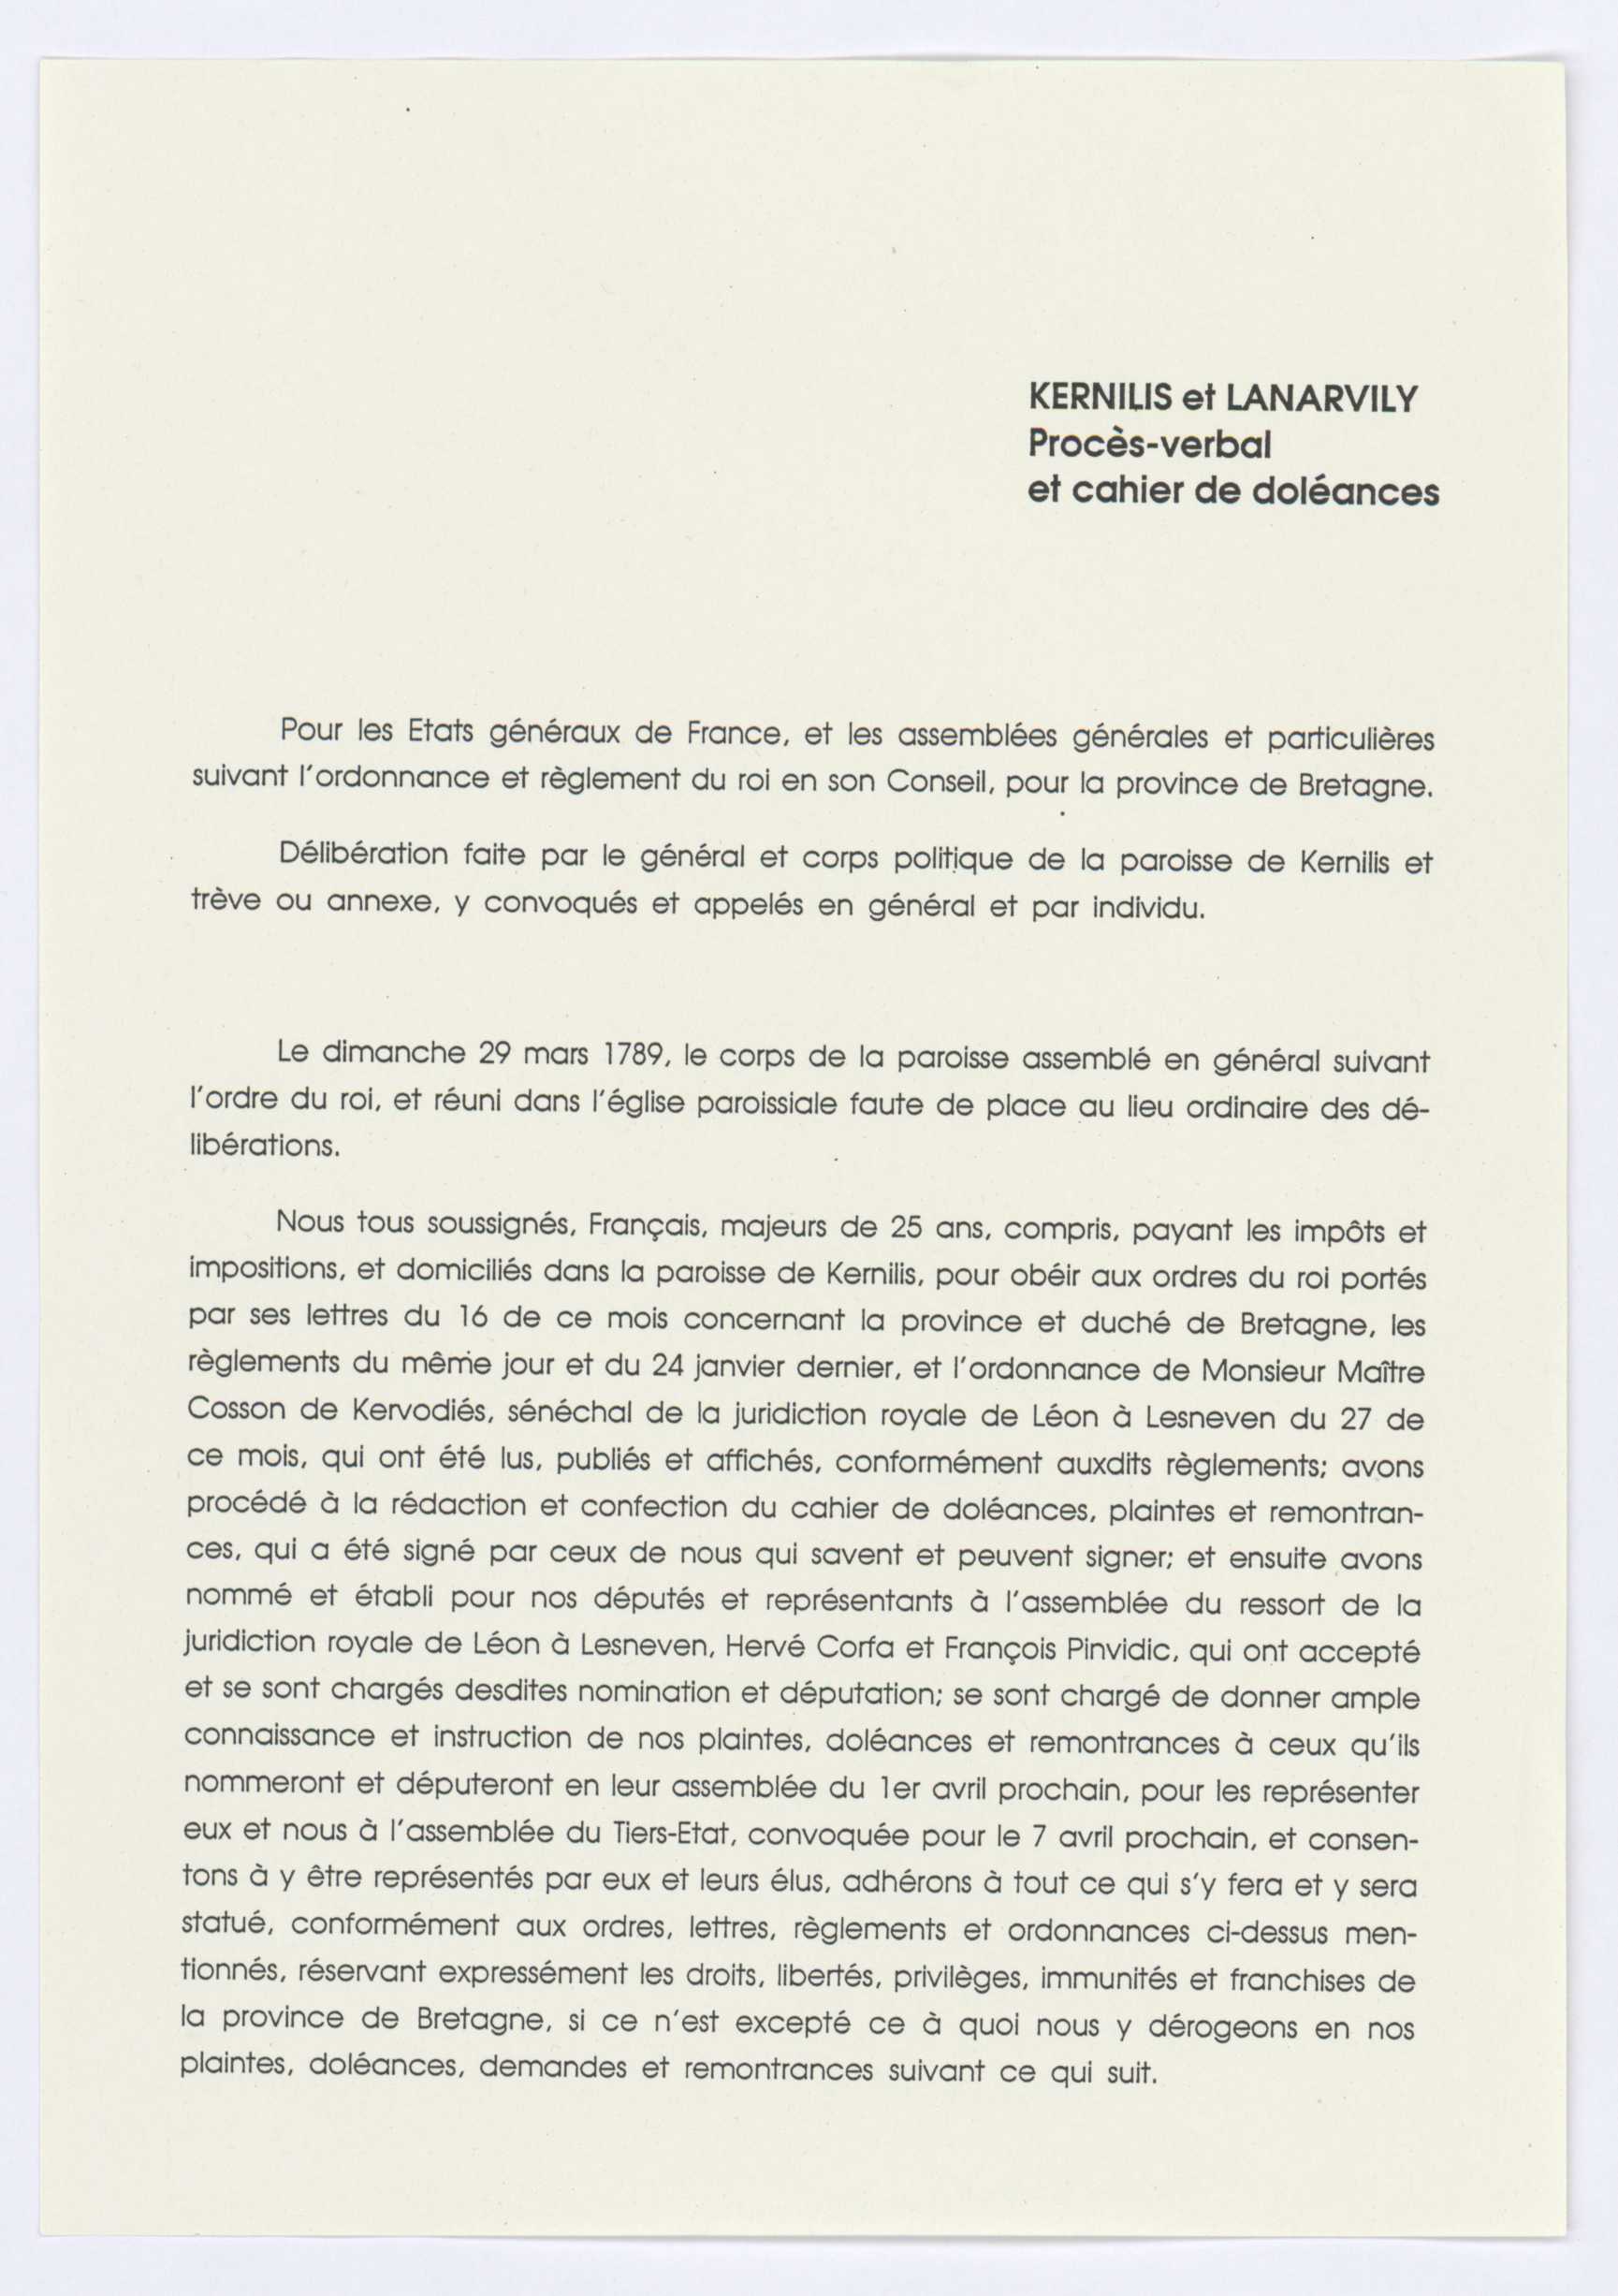 KERNILIS et LANARVILY
Procès-verbal
et cahier de doléances
Pour les Etats généraux de France, et les assemblées générales et particulières
suivant l'ordonnance et règlement du roi en son Conseil, pour la province de Bretagne.
Délibération faite par le général et corps politique de la paroisse de Kernilis et
trève ou annexe, y convoqués et appelés en général et par individu.
Le dimanche 29 mars 1789, le corps de la paroisse assemblé en général suivant
l'ordre du roi, et réuni dans l'église paroissiale faute de place au lieu ordinaire des dé-
libérations.
Nous tous soussignés, Français, majeurs de 25 ans, compris, payant les impôts et
impositions, et domiciliés dans la paroisse de Kernilis, pour obéir aux ordres du roi portés
par ses lettres du 16 de ce mois concernant la province et duché de Bretagne, les
règlements du même jour et du 24 janvier dernier, et l'ordonnance de Monsieur Maître
Cosson de Kervodiés, sénéchal de la juridiction royale de Léon à Lesneven du 27 de
ce mois, qui ont été lus, publiés et affichés, conformément auxdits règlements; avons
procédé à la rédaction et confection du cahier de doléances, plaintes et remontran-
ces, qui a été signé par ceux de nous qui savent et peuvent signer; et ensuite avons
nommé et établi pour nos députés et représentants à l'assemblée du ressort de la
juridiction royale de Léon à Lesneven, Hervé Corfa et François Pinvidic, qui ont accepté
et se sont chargés desdites nomination et députation; se sont chargé de donner ample
connaissance et instruction de nos plaintes, doléances et remontrances à ceux qu'ils
nommeront et députeront en leur assemblée du 1er avril prochain, pour les représenter
eux et nous à l'assemblée du Tiers-Etat, convoquée pour le 7 avril prochain, et consen-
tons à y être représentés par eux et leurs élus, adhérons à tout ce qui s'y fera et y sera
statué, conformément aux ordres, lettres, règlements et ordonnances ci-dessus men-
tionnés, réservant expressément les droits, libertés, privilèges, immunités et franchises de
la province de Bretagne, si ce n'est excepté ce à quoi nous y dérogeons en nos
plaintes, doléances, demandes et remontrances suivant ce qui suit.